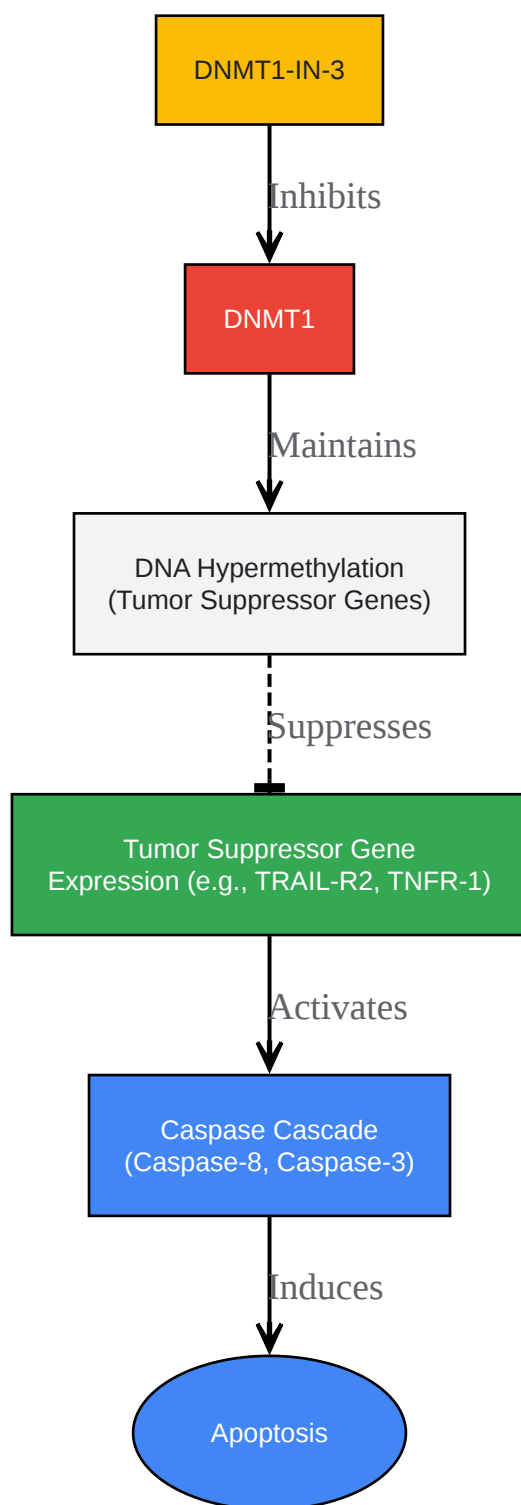 DNMT1-IN-3
Inhibits
DNMT1
Maintains
DNA Hypermethylation
(Tumor Suppressor Genes)
Suppresses
Tumor Suppressor Gene
Expression (e.g., TRAIL-R2, TNFR-1)
Activates
Caspase Cascade
(Caspase-8, Caspase-3)
Induces
Apoptosis